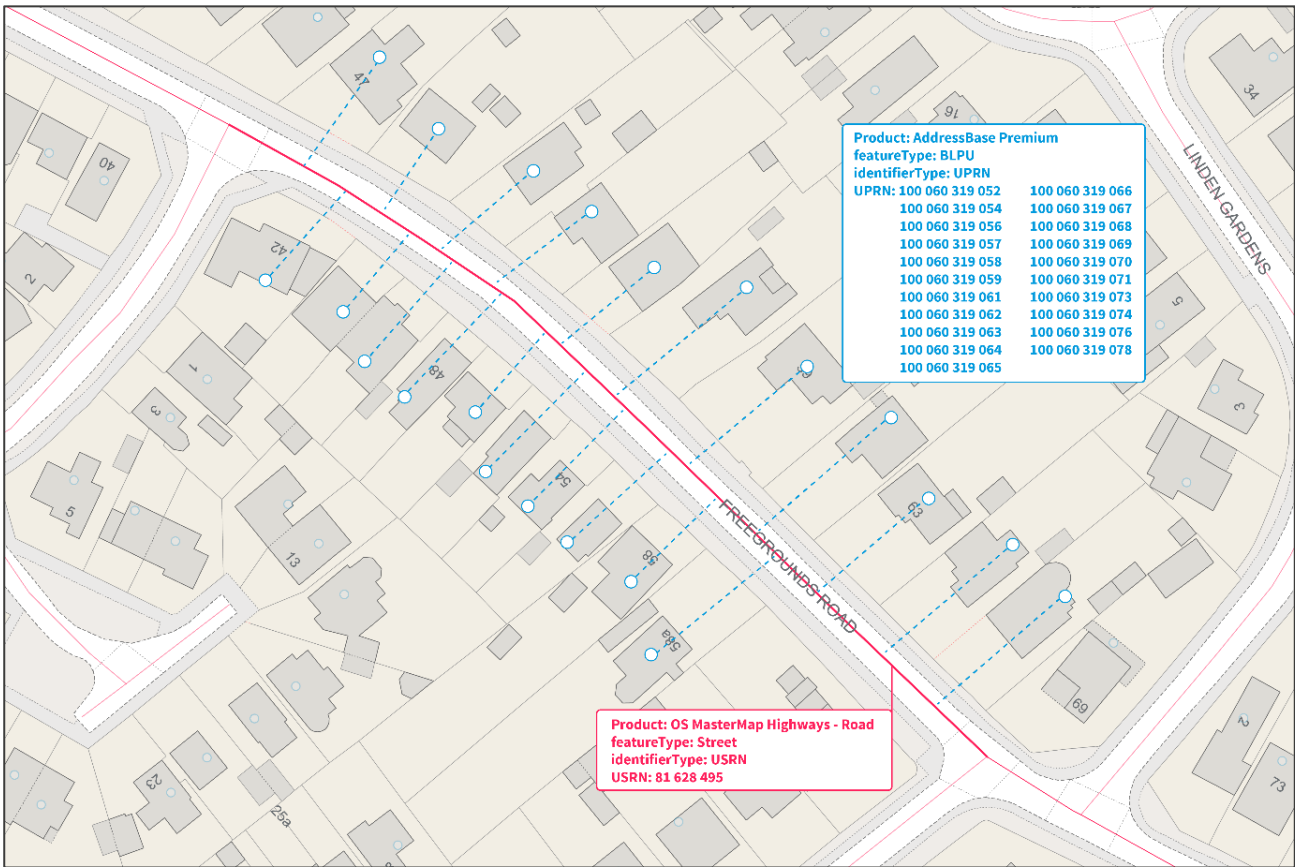 47
16
34
40
LINDEN GARDENS
Product: AddressBase Premium
featureType: BLPU
identifierType: UPRN
UPRN: 100 060 319 052 100 060 319 066
100 060 319 054 100 060 319 067
100 060 319 056 100 060 319 068
100 060 319 057 100 060 319 069
100 060 319 058 100 060 319 070
100 060 319 059 100 060 319 071
100 060 319 061 100 060 319 073
100 060 319 062 100 060 319 074
100 060 319 063 100 060 319 076
100 060 319 064 100 060 319 078
100 060 319 065
42
2
5
1
48
3
3
54
63
5
13
58
FREEGROUNDS ROAD
58a
69
Product: OS MasterMap Highways - Road
featureType: Street
identifierType: USRN
USRN: 81 628 495
2
23
25a
73